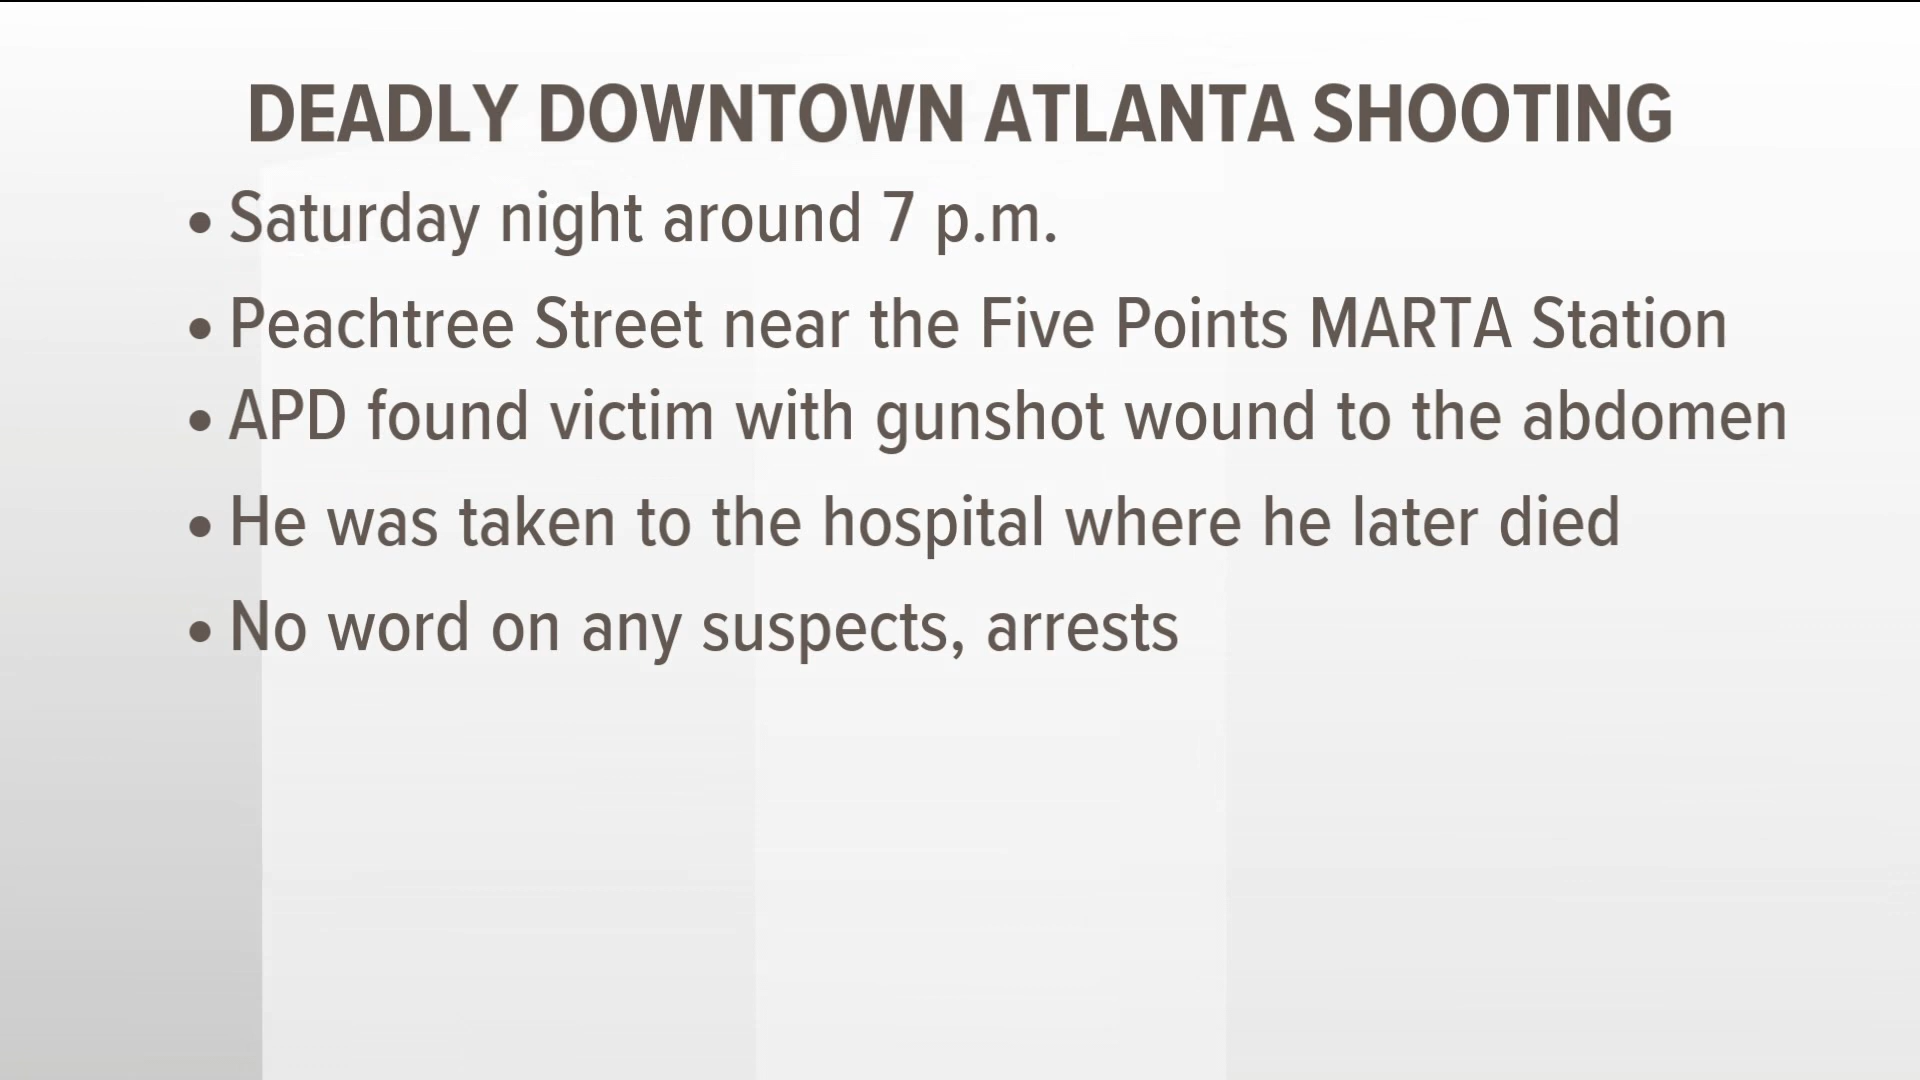 DEADLY DOWNTOWN ATLANTA SHOOTING
• Saturday night around 7 p.m.
• Peachtree Street near the Five Points MARTA Station
• APD found victim with gunshot wound to the abdomen
• He was taken to the hospital where he later died
• No word on any suspects, arrests